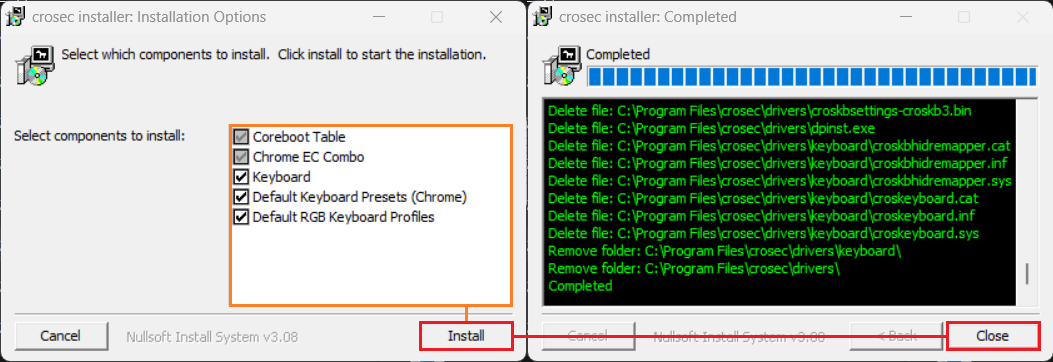 crosec installer: Installation Options
Select which components to install.  Click install to start the installation.
Select components to install:
Coreboot Table
Chrome EC Combo
Keyboard
Default Keyboard Presets (Chrome)
Default RGB Keyboard Profiles
Cancel
Nullsoft Install System v3.08
Install
crosec installer: Completed
Completed
Delete file: C:\Program Files\crosec\drivers\croskbsettings-croskb3.bin
Delete file: C:\Program Files\crosec\drivers\dpinst.exe
Delete file: C:\Program Files\crosec\drivers\keyboard\croskbhidremapper.cat
Delete file: C:\Program Files\crosec\drivers\keyboard\croskbhidremapper.inf
Delete file: C:\Program Files\crosec\drivers\keyboard\croskbhidremapper.sys
Delete file: C:\Program Files\crosec\drivers\keyboard\croskeyboard.cat
Delete file: C:\Program Files\crosec\drivers\keyboard\croskeyboard.inf
Delete file: C:\Program Files\crosec\drivers\keyboard\croskeyboard.sys
Remove folder: C:\Program Files\crosec\drivers\keyboard\
Remove folder: C:\Program Files\crosec\drivers\
Completed
Cancel
Nullsoft Install System v3.08
< Back
Close